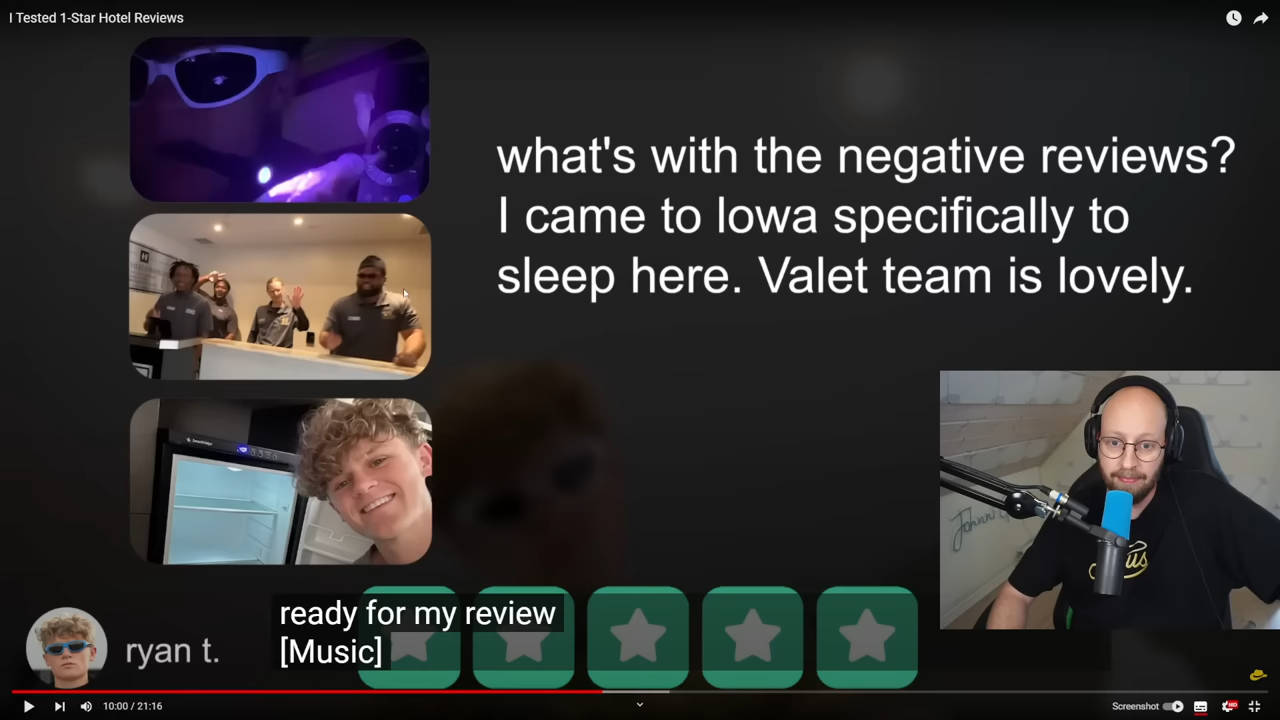 I Tested 1-Star Hotel Reviews
what's with the negative reviews?
I came to Iowa specifically to
sleep here. Valet team is lovely.
ryan t.
ready for my review
[Music]
10:00 / 21:16
Screenshot
HD